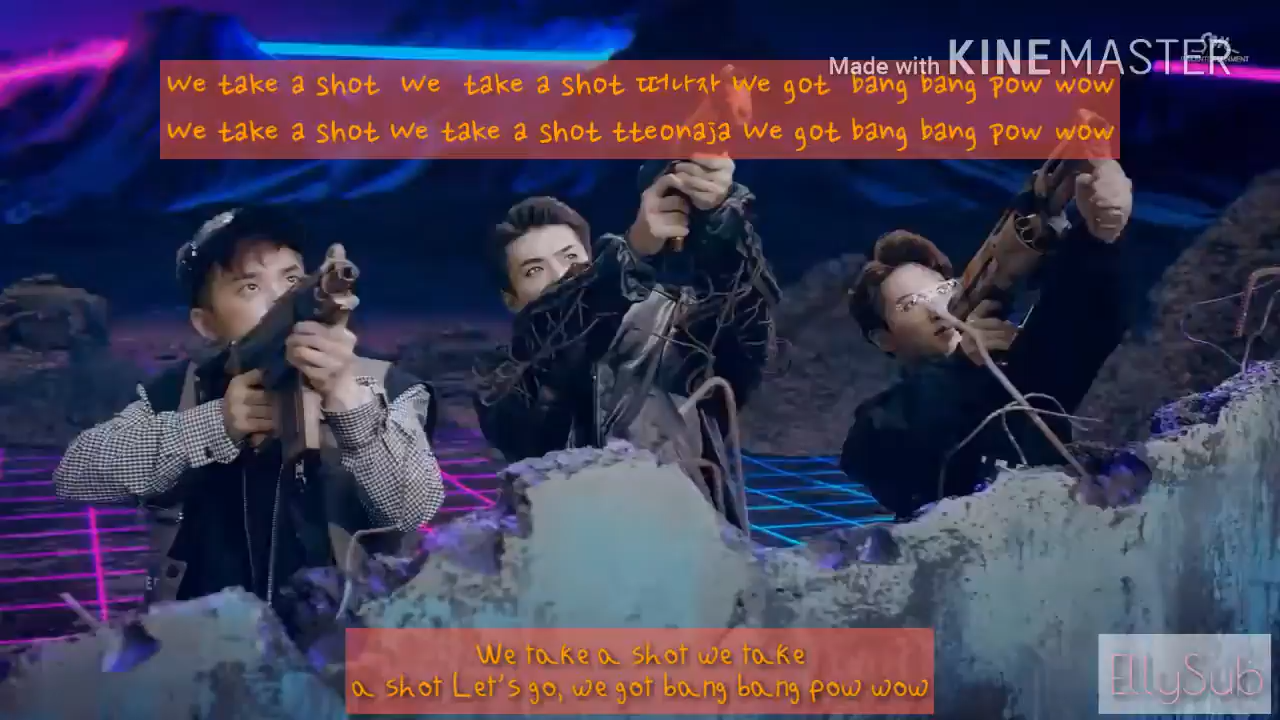 Made with KINEMASTER
We take a shot We take a shot 떠나자 We got bang bang pow wow
We take a shot We take a shot tteonaja We got bang bang pow wow
We take a shot we take
a shot Let's go, we got bang bang pow wow
EllySub